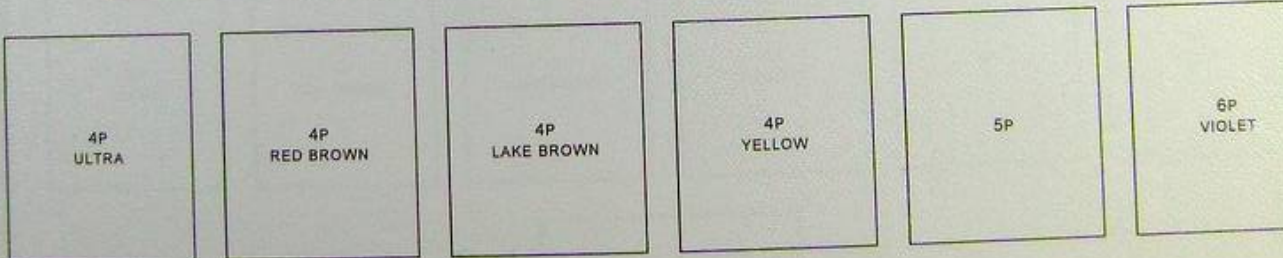 4P
ULTRA
4P
RED BROWN
4P
LAKE BROWN
4P
YELLOW
5P
6P
VIOLET